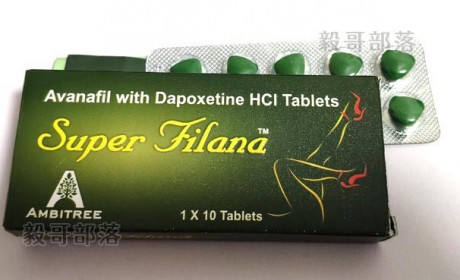 毅哥部落
Avanafil with Dapoxetine HCl Tablets
Super Filana™
AMBITREE
1 X 10 Tablets
毅哥部落